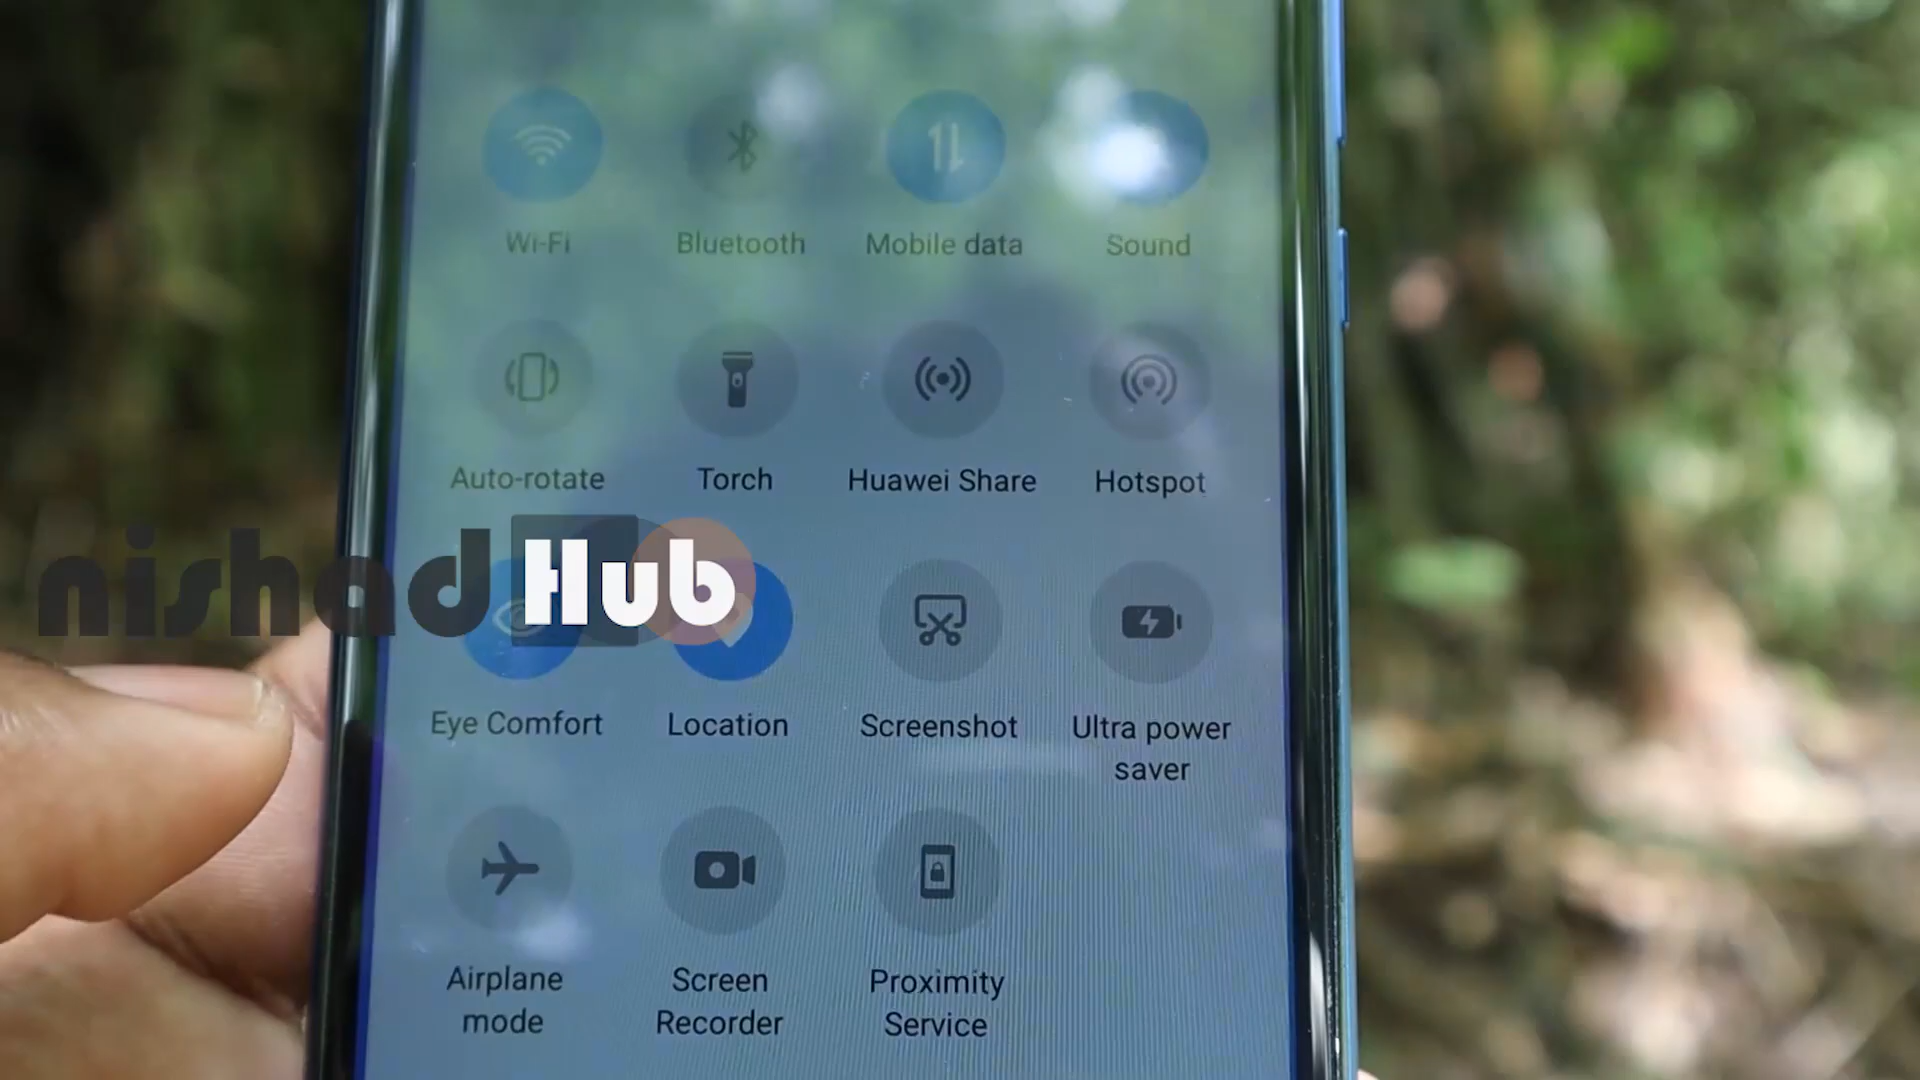 Wi-Fi Bluetooth Mobile data Sound
Auto-rotate Torch Huawei Share Hotspot
nishad Hub
Eye Comfort Location Screenshot Ultra power
saver
Airplane Screen Proximity
mode Recorder Service